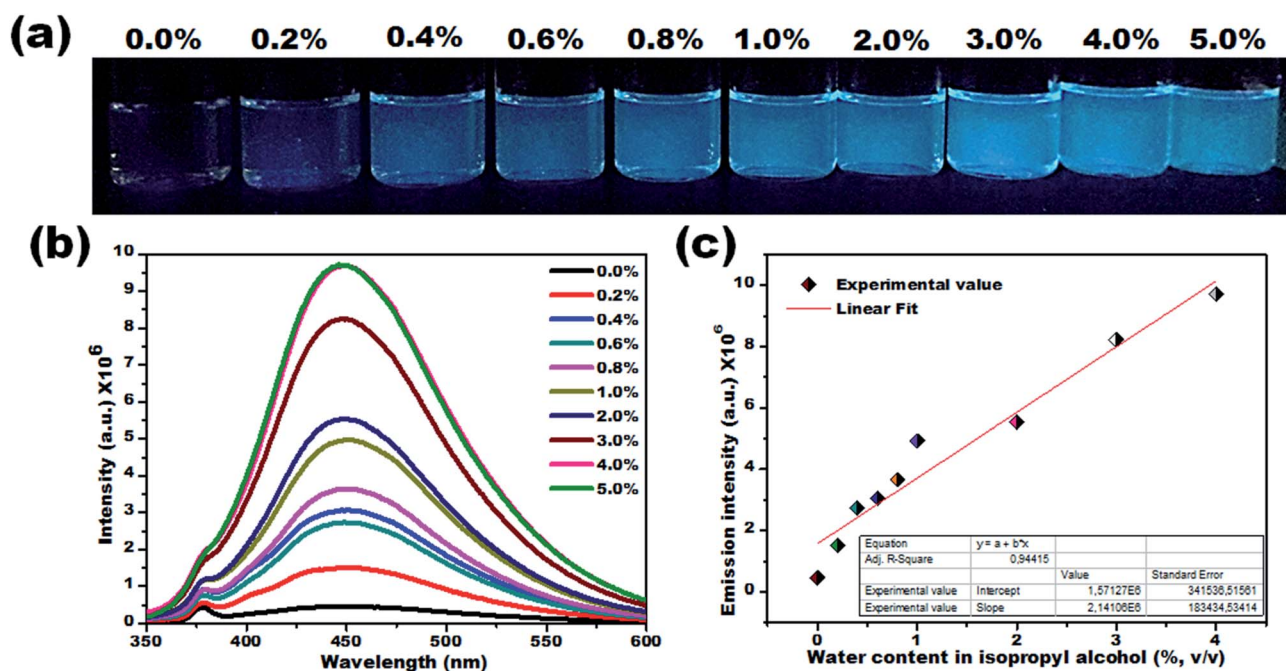 (a)
0.0% 0.2% 0.4% 0.6% 0.8% 1.0% 2.0% 3.0% 4.0% 5.0%
(b)
Intensity (a.u.) X10⁶
10
9
8
7
6
5
4
3
2
1
0
350 400 450 500 550 600
Wavelength (nm)
0.0%
0.2%
0.4%
0.6%
0.8%
1.0%
2.0%
3.0%
4.0%
5.0%
(c)
Emission intensity (a.u.) X10⁶
10
8
6
4
2
0
Experimental value
Linear Fit
Equation y = a + b*x
Adj. R-Square 0,94415
Value Standard Error
Experimental value Intercept 1,57127E6 341536,51561
Experimental value Slope 2,14106E6 183434,53414
0 1 2 3 4
Water content in isopropyl alcohol (%, v/v)